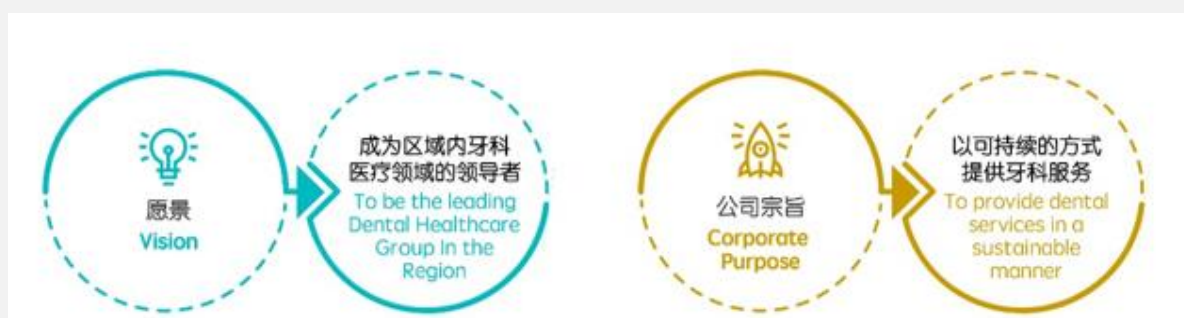 愿景
Vision
成为区域内牙科
医疗领域的领导者
To be the leading
Dental Healthcare
Group In the
Region
公司宗旨
Corporate
Purpose
以可持续的方式
提供牙科服务
To provide dental
services in a
sustainable
manner